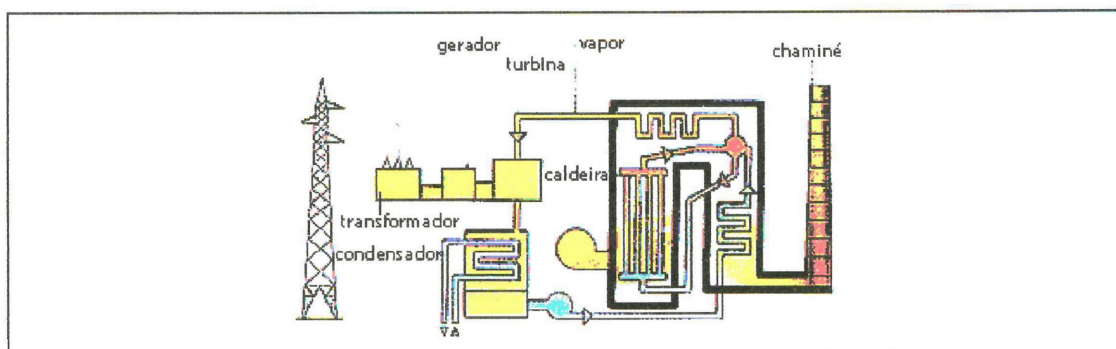 gerador vapor chaminé
turbina
caldeira
transformador
condensador